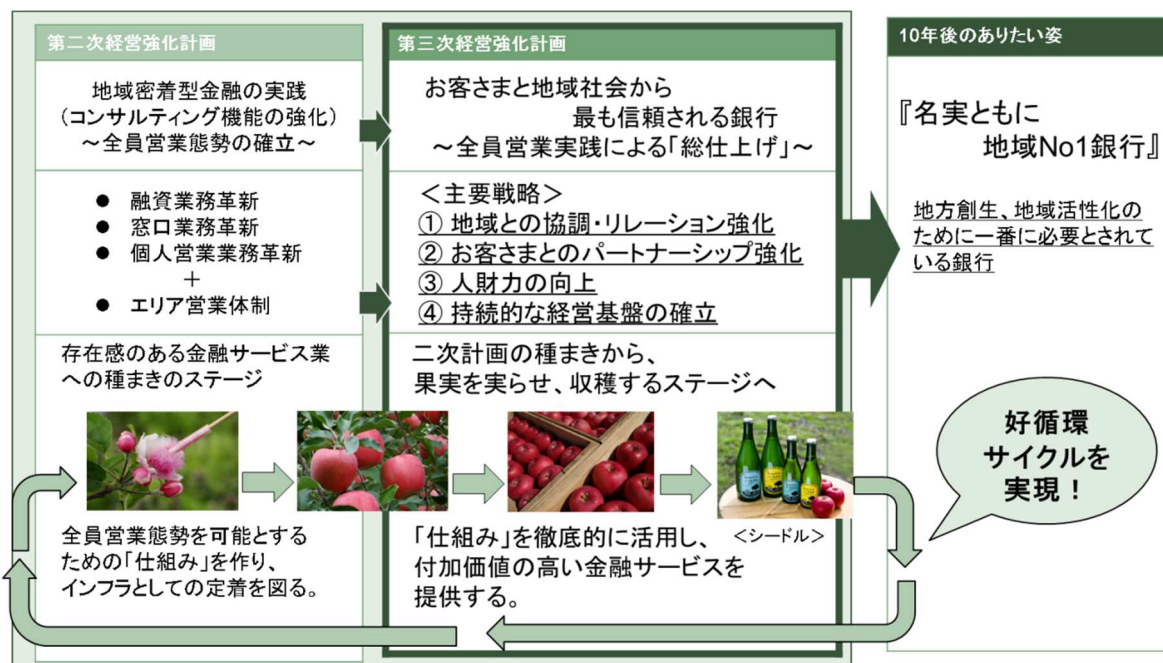 第二次経営強化計画
地域密着型金融の実践
(コンサルティング機能の強化)
～全員営業態勢の確立～
● 融資業務革新
● 窓口業務革新
● 個人営業業務革新
＋
● エリア営業体制
存在感のある金融サービス業
への種まきのステージ
全員営業態勢を可能とする
ための「仕組み」を作り、
インフラとしての定着を図る。
第三次経営強化計画
お客さまと地域社会から
最も信頼される銀行
～全員営業実践による「総仕上げ」～
＜主要戦略＞
① 地域との協調・リレーション強化
② お客さまとのパートナーシップ強化
③ 人財力の向上
④ 持続的な経営基盤の確立
二次計画の種まきから、
果実を実らせ、収穫するステージへ
「仕組み」を徹底的に活用し、
付加価値の高い金融サービスを
提供する。
＜シードル＞
10年後のありたい姿
『名実ともに
地域No1銀行』
地方創生、地域活性化の
ために一番に必要とされて
いる銀行
好循環
サイクルを
実現！